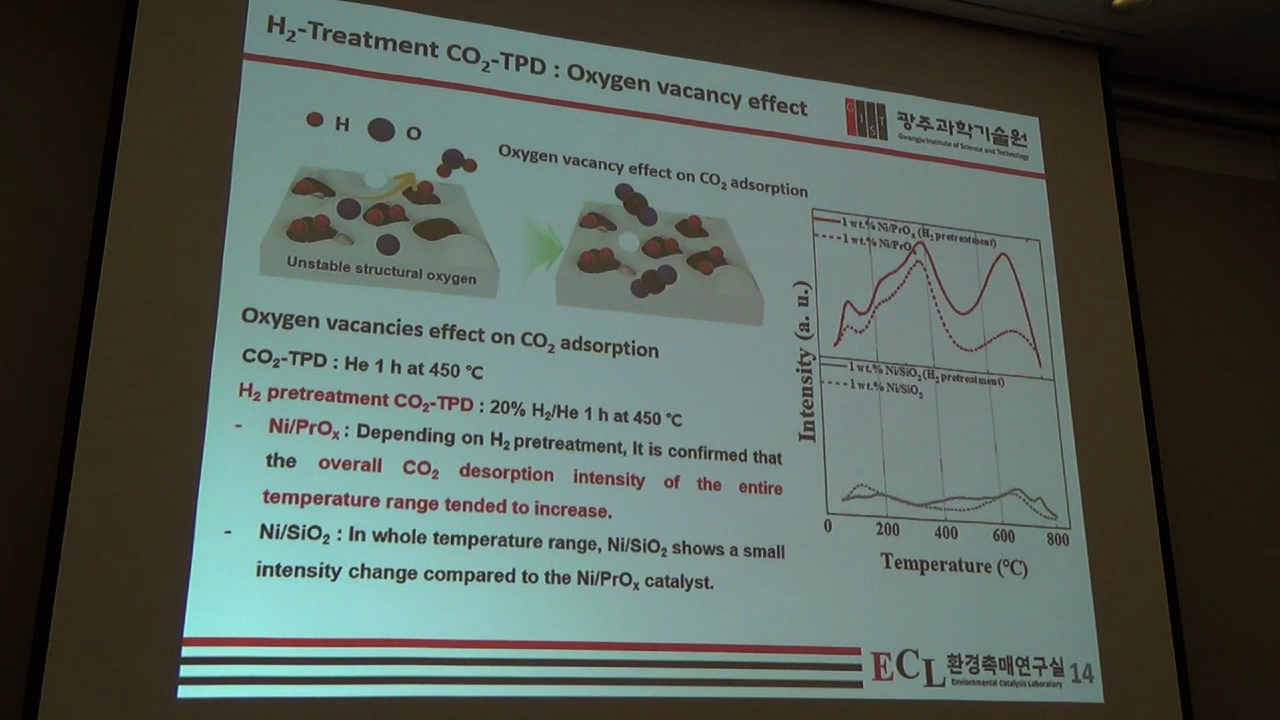 H₂-Treatment CO₂-TPD : Oxygen vacancy effect
GIST
광주과학기술원
Gwangju Institute of Science and Technology
H
O
Oxygen vacancy effect on CO₂ adsorption
Unstable structural oxygen
Oxygen vacancies effect on CO₂ adsorption
CO₂-TPD : He 1 h at 450 ℃
H₂ pretreatment CO₂-TPD : 20% H₂/He 1 h at 450 ℃
- Ni/PrOₓ : Depending on H₂ pretreatment, It is confirmed that
the overall CO₂ desorption intensity of the entire
temperature range tended to increase.
- Ni/SiO₂ : In whole temperature range, Ni/SiO₂ shows a small
intensity change compared to the Ni/PrOₓ catalyst.
1 wt.% Ni/PrOₓ (H₂ pretreatment)
1 wt.% Ni/PrOₓ
1 wt.% Ni/SiO₂ (H₂ pretreatment)
1 wt.% Ni/SiO₂
Intensity (a. u.)
0 200 400 600 800
Temperature (℃)
ECL 환경촉매연구실 14
Environmental Catalysis Laboratory